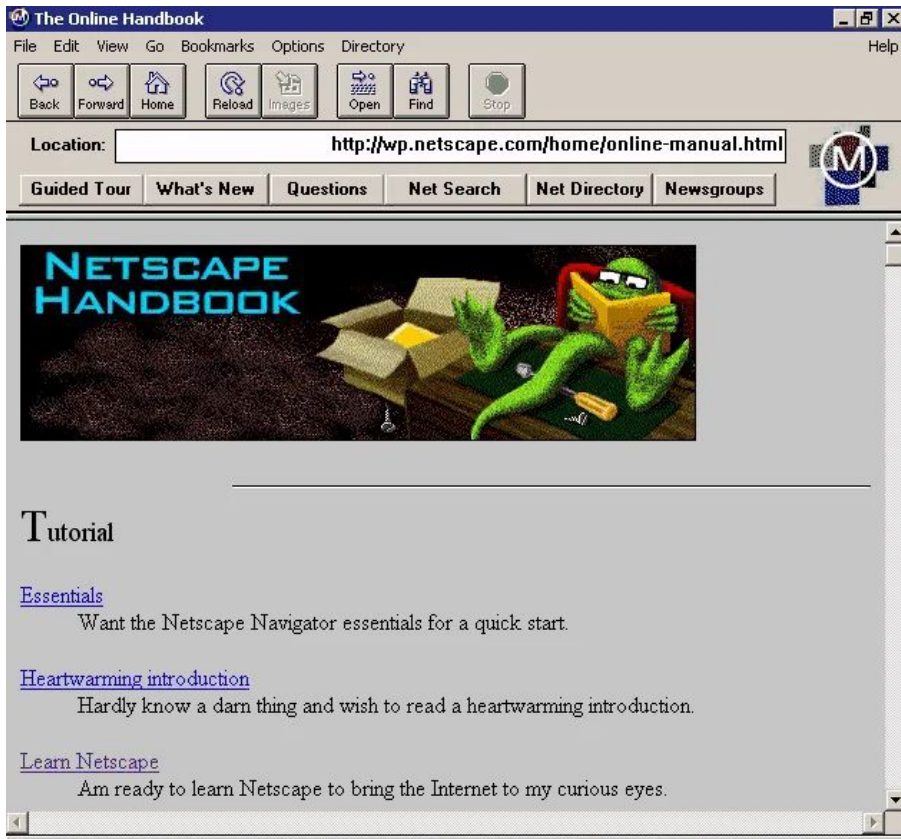 The Online Handbook
File Edit View Go Bookmarks Options Directory Help
Back Forward Home Reload Images Open Find Stop
Location: http://wp.netscape.com/home/online-manual.html
M
Guided Tour What's New Questions Net Search Net Directory Newsgroups
NETSCAPE
HANDBOOK
Tutorial
Essentials
Want the Netscape Navigator essentials for a quick start.
Heartwarming introduction
Hardly know a darn thing and wish to read a heartwarming introduction.
Learn Netscape
Am ready to learn Netscape to bring the Internet to my curious eyes.